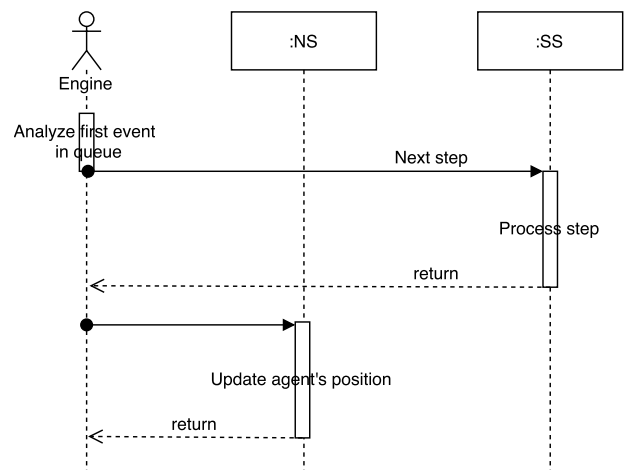 :NS
:SS
Engine
Analyze first event
in queue
Next step
Process step
return
Update agent's position
return